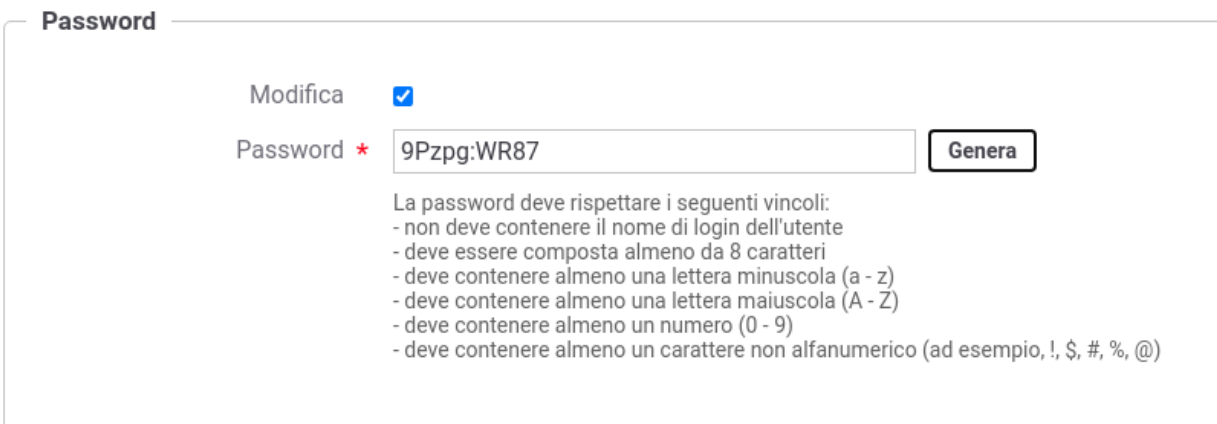 Password
Modifica
Password * 9Pzpg:WR87 Genera
La password deve rispettare i seguenti vincoli:
- non deve contenere il nome di login dell'utente
- deve essere composta almeno da 8 caratteri
- deve contenere almeno una lettera minuscola (a - z)
- deve contenere almeno una lettera maiuscola (A - Z)
- deve contenere almeno un numero (0 - 9)
- deve contenere almeno un carattere non alfanumerico (ad esempio, !, $, #, %, @)